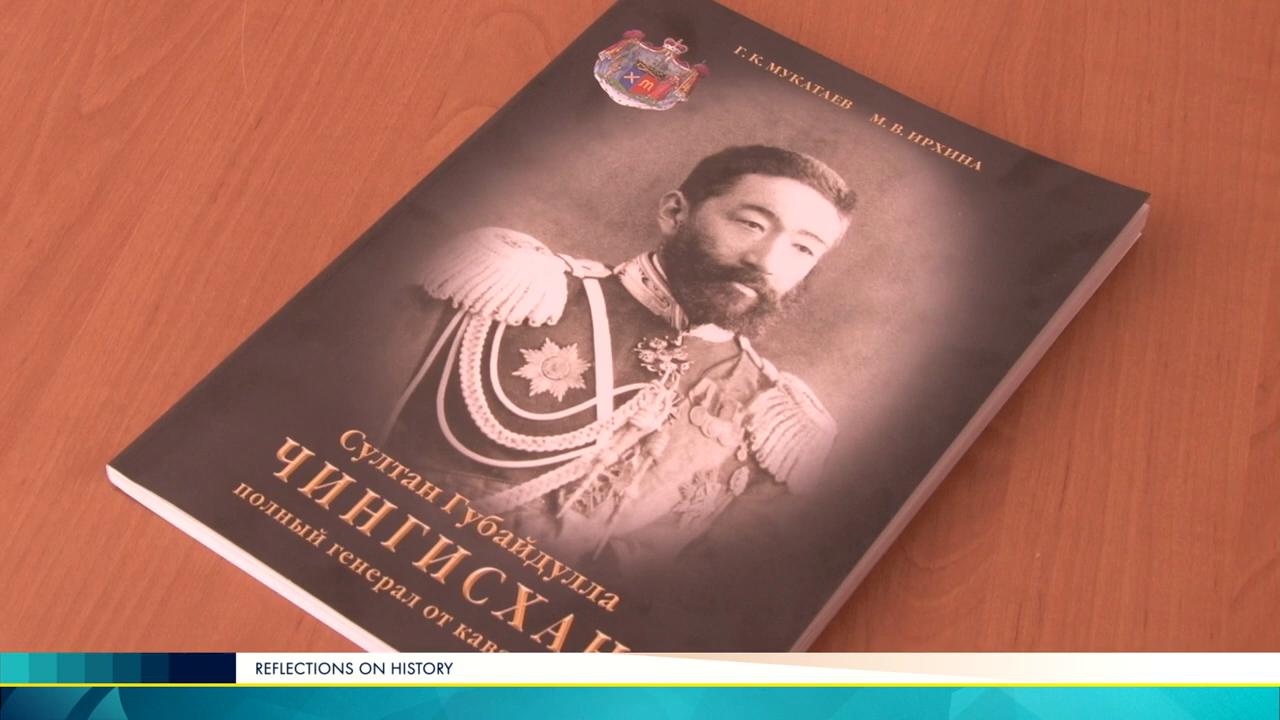 Г. К. МУКАТАЕВ М. В. ИРХИНА
Султан Губайдулла
ЧИНГИСХАН
полный генерал от
REFLECTIONS ON HISTORY